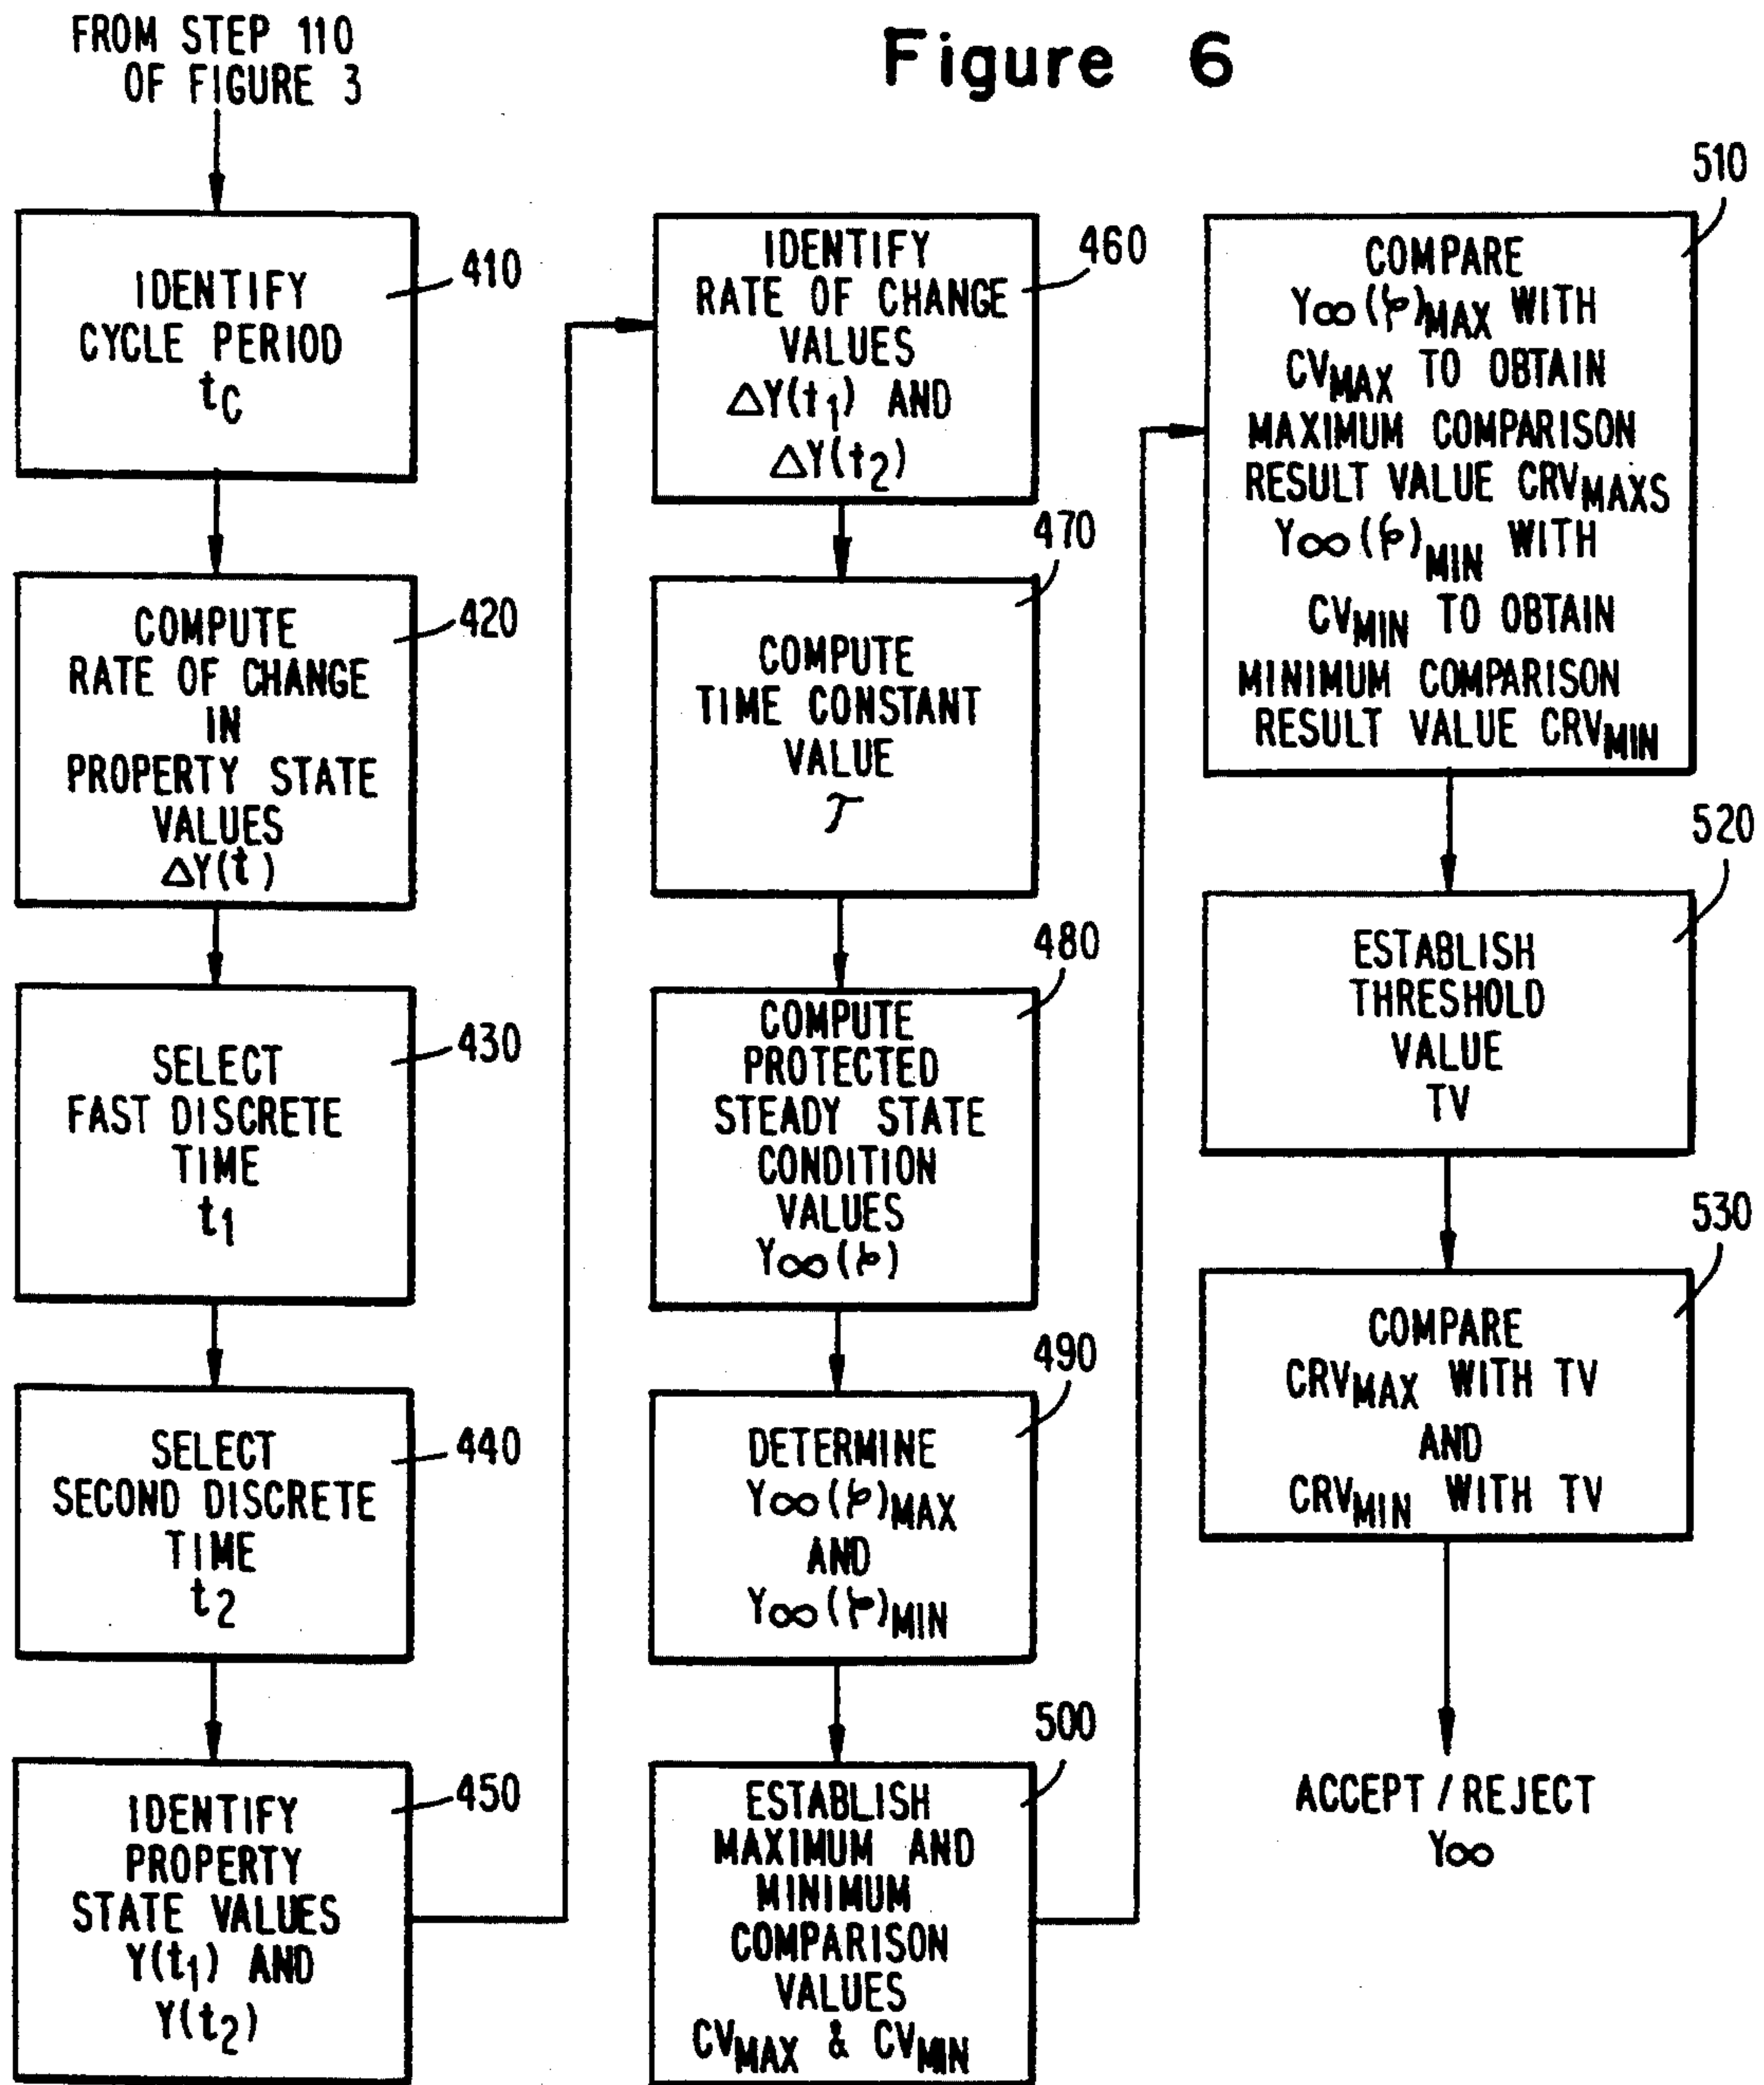 Figure 6
FROM STEP 110
OF FIGURE 3
410
IDENTIFY
CYCLE PERIOD
tC
420
COMPUTE
RATE OF CHANGE
IN
PROPERTY STATE
VALUES
ΔY(t)
430
SELECT
FAST DISCRETE
TIME
t1
440
SELECT
SECOND DISCRETE
TIME
t2
450
IDENTIFY
PROPERTY
STATE VALUES
Y(t1) AND
Y(t2)
460
IDENTIFY
RATE OF CHANGE
VALUES
ΔY(t1) AND
ΔY(t2)
470
COMPUTE
TIME CONSTANT
VALUE
τ
480
COMPUTE
PROTECTED
STEADY STATE
CONDITION
VALUES
Y∞(þ)
490
DETERMINE
Y∞(þ)MAX
AND
Y∞(þ)MIN
500
ESTABLISH
MAXIMUM AND
MINIMUM
COMPARISON
VALUES
CVMAX & CVMIN
510
COMPARE
Y∞(þ)MAX WITH
CVMAX TO OBTAIN
MAXIMUM COMPARISON
RESULT VALUE CRVMAXS
Y∞(þ)MIN WITH
CVMIN TO OBTAIN
MINIMUM COMPARISON
RESULT VALUE CRVMIN
520
ESTABLISH
THRESHOLD
VALUE
TV
530
COMPARE
CRVMAX WITH TV
AND
CRVMIN WITH TV
ACCEPT / REJECT
Y∞